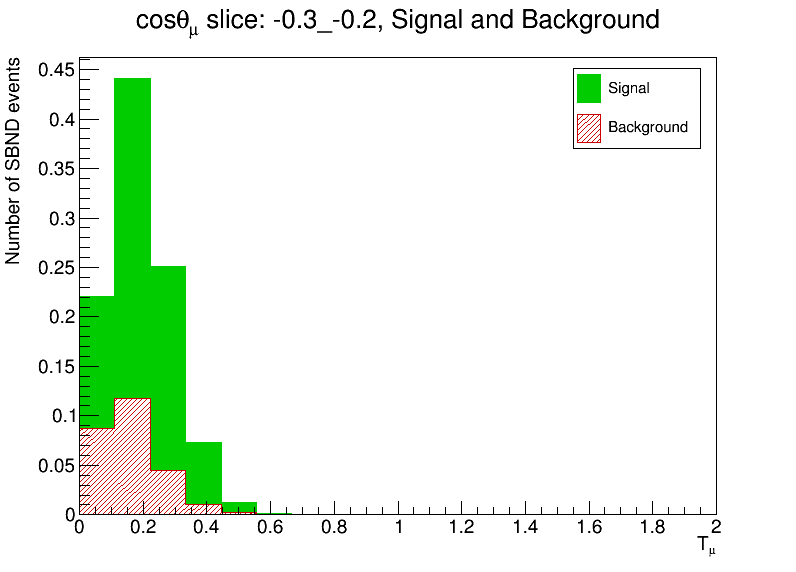 cosθμ slice: -0.3_-0.2, Signal and Background
Number of SBND events
0.45
0.4
0.35
0.3
0.25
0.2
0.15
0.1
0.05
0
Signal
Background
0 0.2 0.4 0.6 0.8 1 1.2 1.4 1.6 1.8 2
Tμ